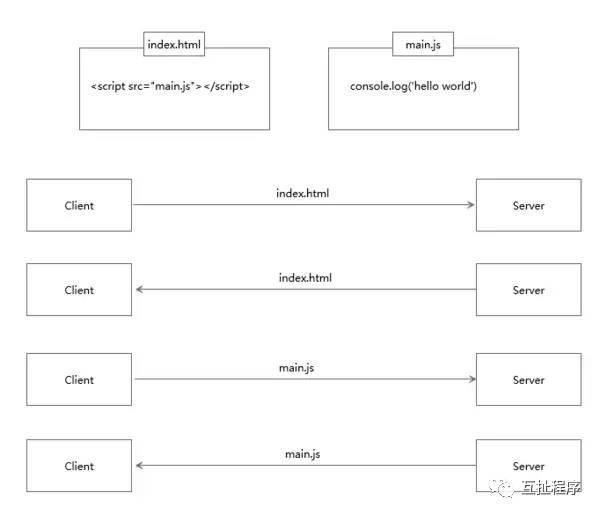 index.html
main.js
<script src="main.js"></script>
console.log('hello world')
Client
index.html
Server
Client
index.html
Server
Client
main.js
Server
Client
main.js
Server
互扯程序